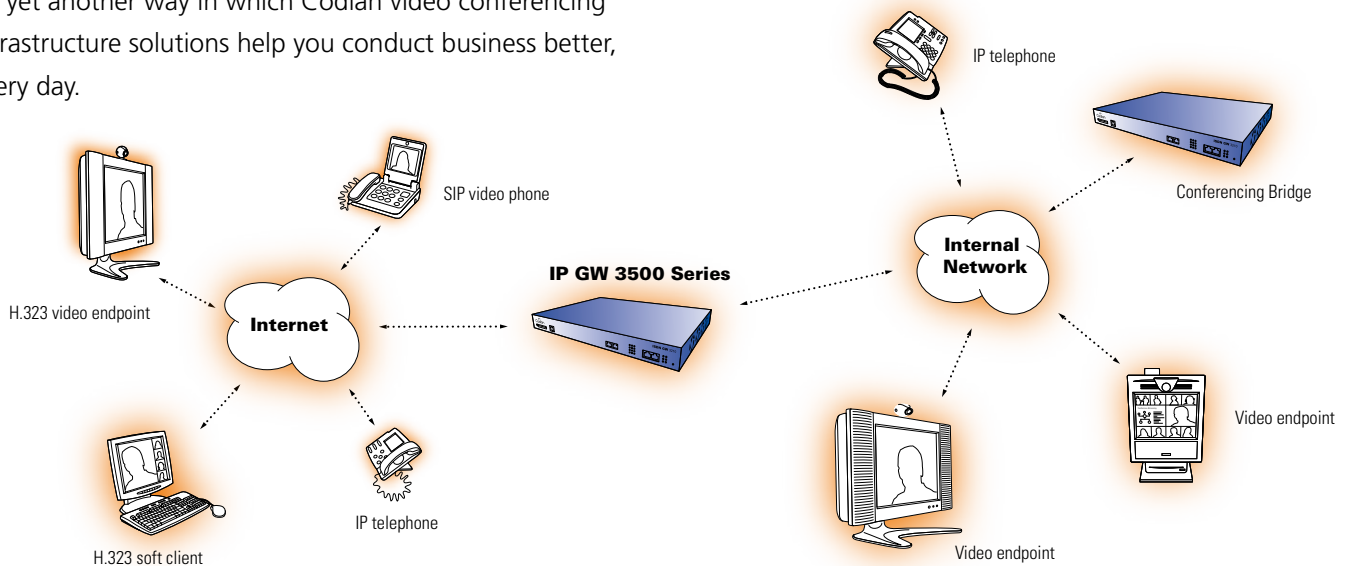 yet another way in which Codian video conferencing
rastructure solutions help you conduct business better,
ery day.
IP telephone
Conferencing Bridge
SIP video phone
Internal
Network
IP GW 3500 Series
H.323 video endpoint
Internet
Video endpoint
IP telephone
Video endpoint
H.323 soft client